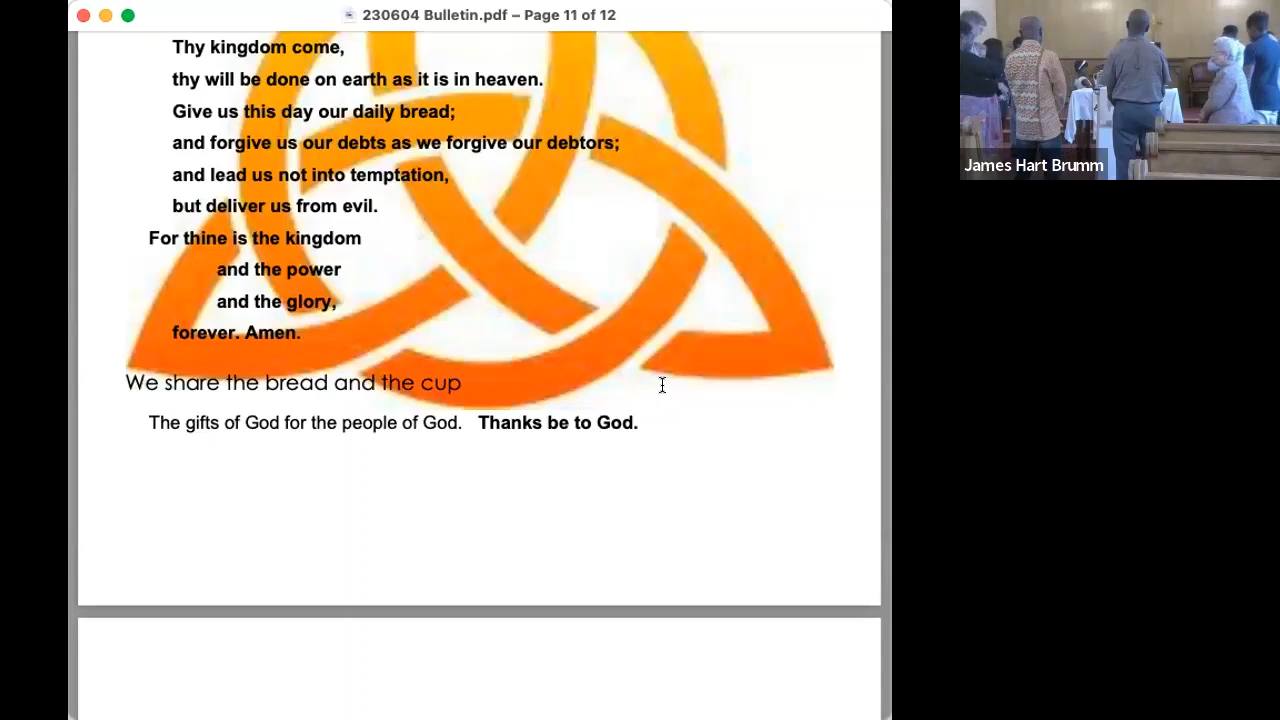 230604 Bulletin.pdf – Page 11 of 12
Thy kingdom come,
thy will be done on earth as it is in heaven.
Give us this day our daily bread;
and forgive us our debts as we forgive our debtors;
and lead us not into temptation,
but deliver us from evil.
For thine is the kingdom
and the power
and the glory,
forever. Amen.
We share the bread and the cup
The gifts of God for the people of God. Thanks be to God.
James Hart Brumm